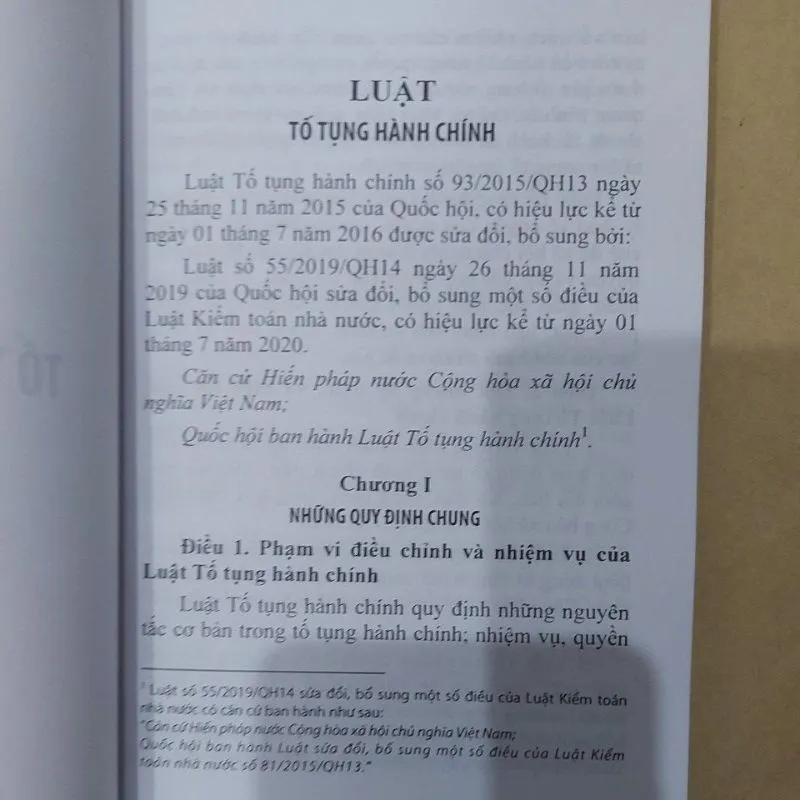 LUẬT
TỐ TỤNG HÀNH CHÍNH
Luật Tố tụng hành chính số 93/2015/QH13 ngày
25 tháng 11 năm 2015 của Quốc hội, có hiệu lực kể từ
ngày 01 tháng 7 năm 2016 được sửa đổi, bổ sung bởi:
Luật số 55/2019/QH14 ngày 26 tháng 11 năm
2019 của Quốc hội sửa đổi, bổ sung một số điều của
Luật Kiểm toán nhà nước, có hiệu lực kể từ ngày 01
tháng 7 năm 2020.
Căn cứ Hiến pháp nước Cộng hòa xã hội chủ
nghĩa Việt Nam;
Quốc hội ban hành Luật Tố tụng hành chính¹.
Chương I
NHỮNG QUY ĐỊNH CHUNG
Điều 1. Phạm vi điều chỉnh và nhiệm vụ của
Luật Tố tụng hành chính
Luật Tố tụng hành chính quy định những nguyên
tắc cơ bản trong tố tụng hành chính; nhiệm vụ, quyền
¹ Luật số 55/2019/QH14 sửa đổi, bổ sung một số điều của Luật Kiểm toán
nhà nước có căn cứ ban hành như sau:
"Căn cứ Hiến pháp nước Cộng hòa xã hội chủ nghĩa Việt Nam;
Quốc hội ban hành Luật sửa đổi, bổ sung một số điều của Luật Kiểm
toán nhà nước số 81/2015/QH13."